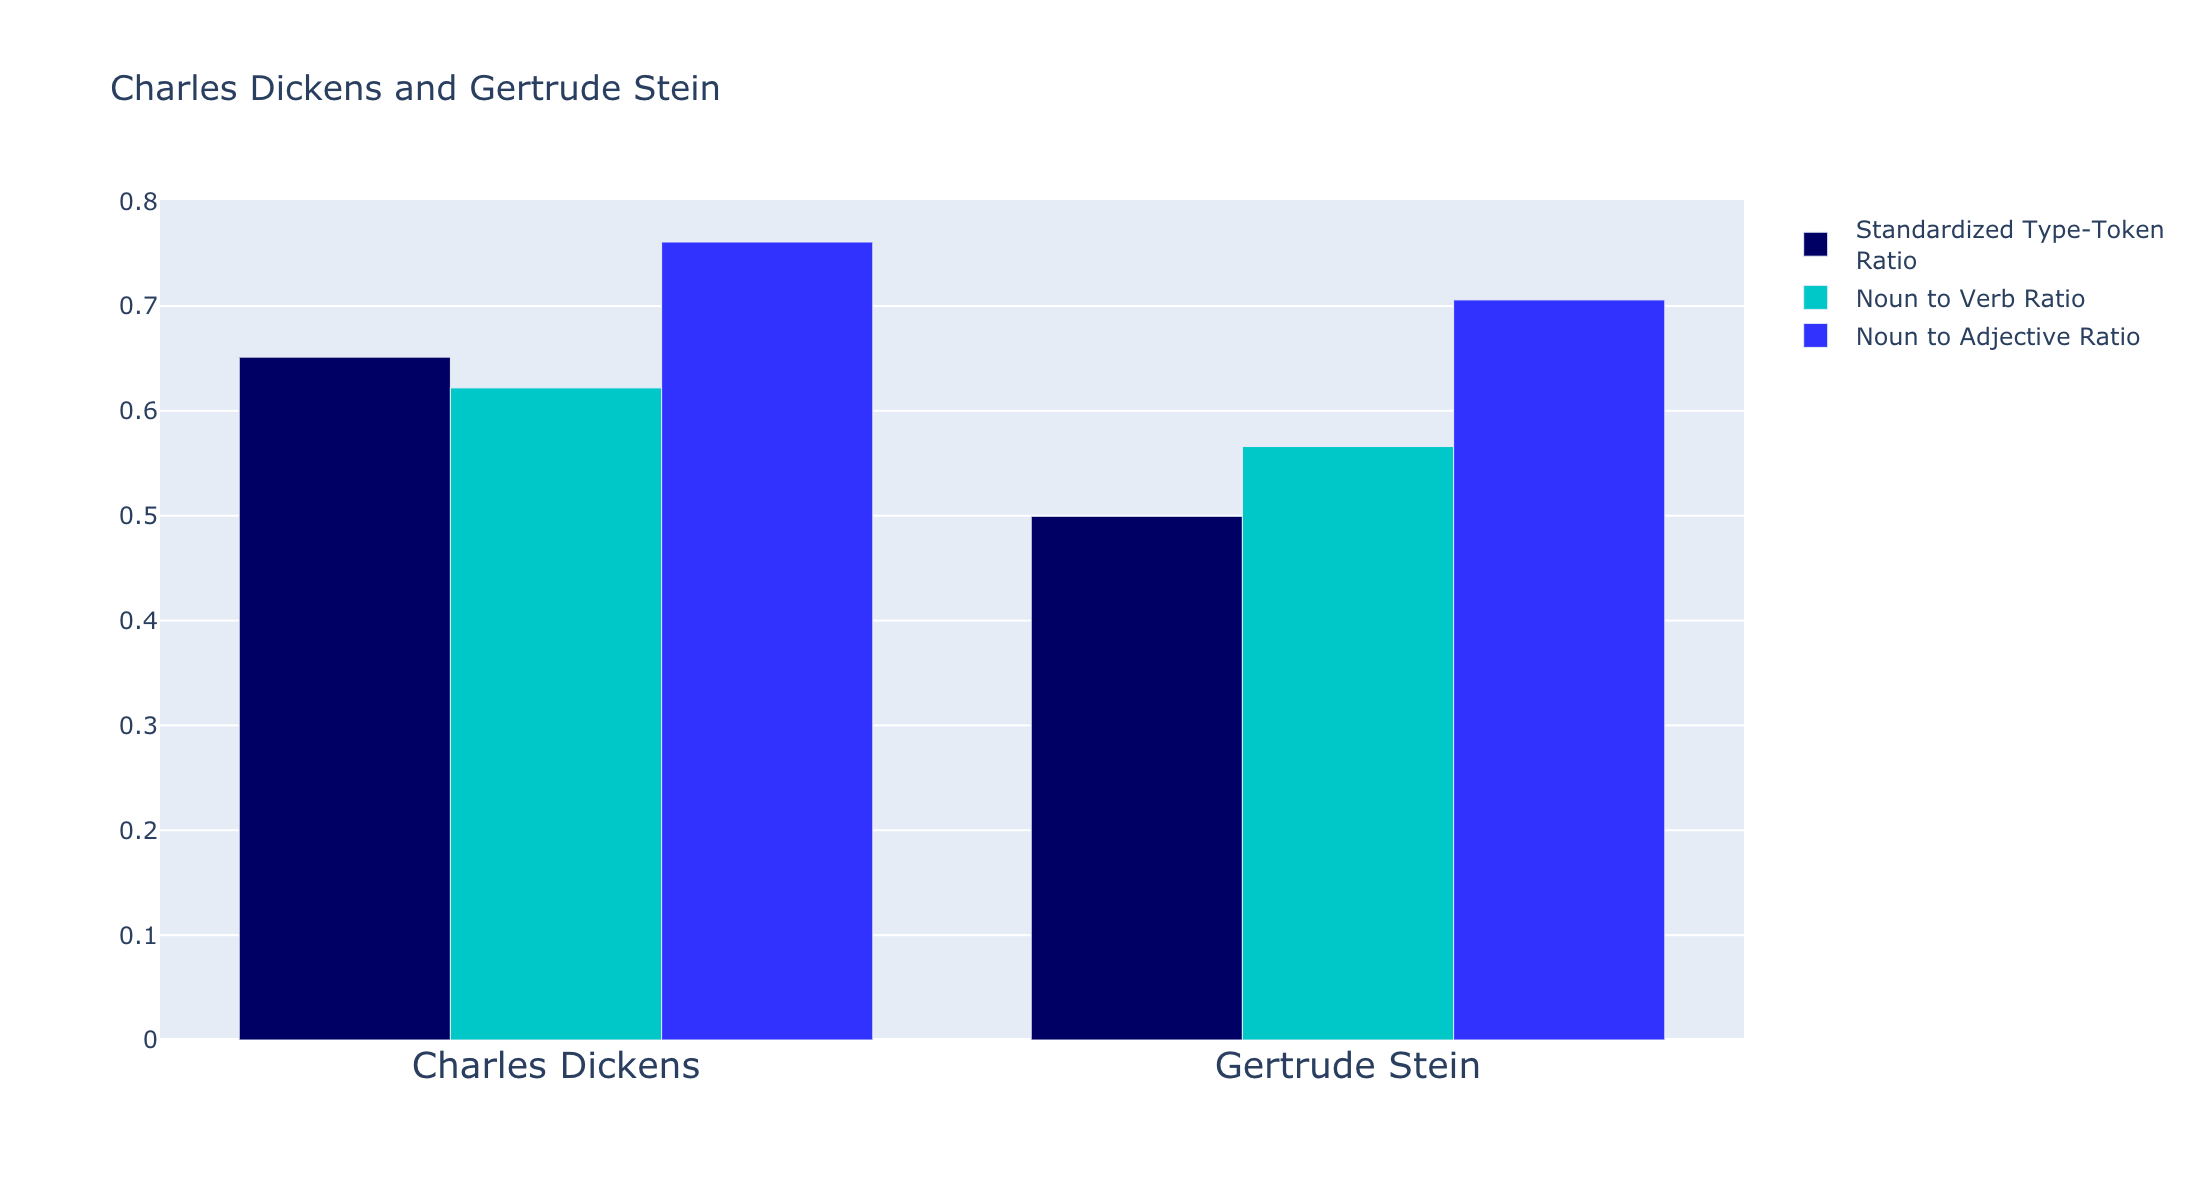 Charles Dickens and Gertrude Stein
0.8
0.7
0.6
0.5
0.4
0.3
0.2
0.1
0
Charles Dickens
Gertrude Stein
Standardized Type-Token
Ratio
Noun to Verb Ratio
Noun to Adjective Ratio